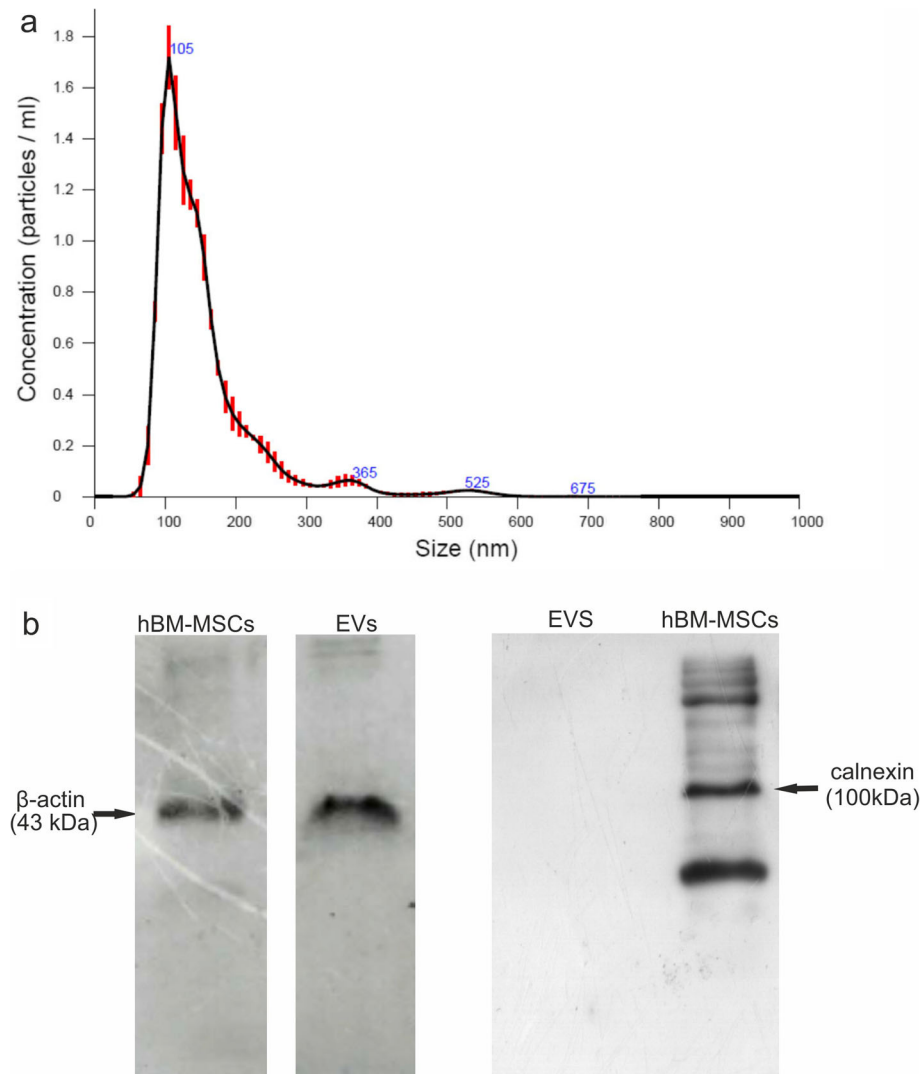 a
1.8
1.6
1.4
1.2
1.0
0.8
0.6
0.4
0.2
0
Concentration (particles / ml)
105
365
525
675
0 100 200 300 400 500 600 700 800 900 1000
Size (nm)
b
hBM-MSCs EVs EVS hBM-MSCs
β-actin
(43 kDa)
calnexin
(100kDa)